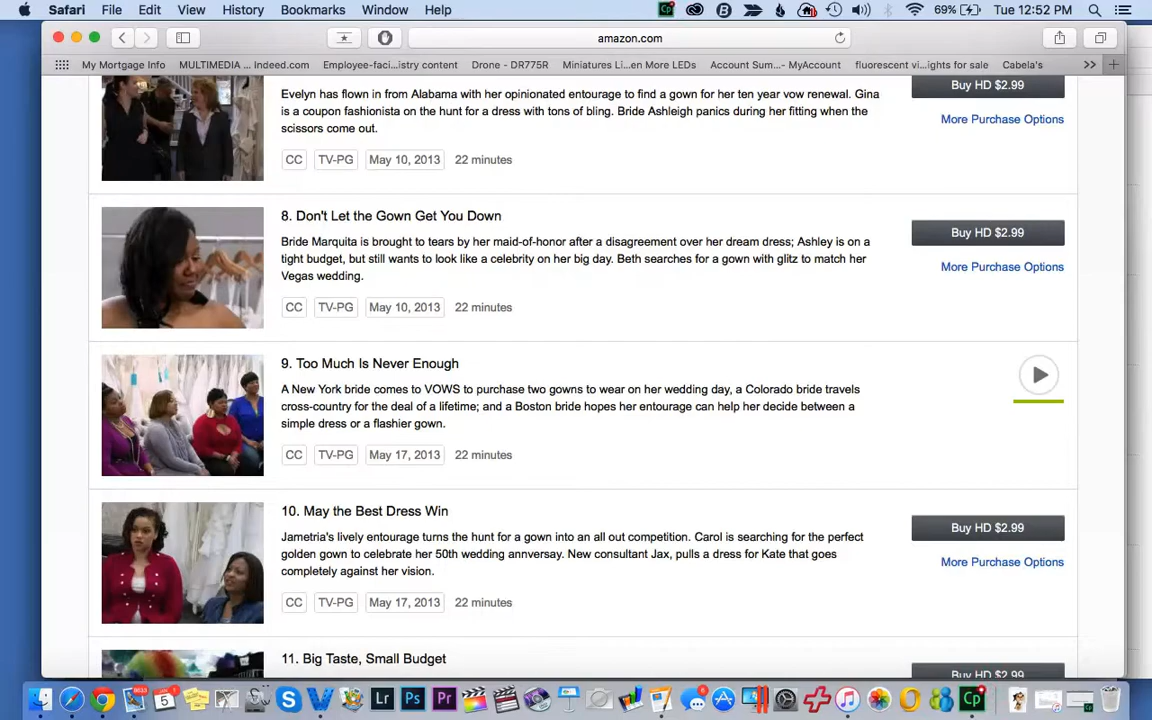 Safari File Edit View History Bookmarks Window Help 69% Tue 12:52 PM
amazon.com
My Mortgage Info MULTIMEDIA ... Indeed.com Employee-faci...istry content Drone - DR775R Miniatures Li...en More LEDs Account Sum...- MyAccount fluorescent vi...ights for sale Cabela's
Evelyn has flown in from Alabama with her opinionated entourage to find a gown for her ten year vow renewal. Gina
is a coupon fashionista on the hunt for a dress with tons of bling. Bride Ashleigh panics during her fitting when the
scissors come out.
Buy HD $2.99
More Purchase Options
CC TV-PG May 10, 2013 22 minutes
8. Don't Let the Gown Get You Down
Bride Marquita is brought to tears by her maid-of-honor after a disagreement over her dream dress; Ashley is on a
tight budget, but still wants to look like a celebrity on her big day. Beth searches for a gown with glitz to match her
Vegas wedding.
Buy HD $2.99
More Purchase Options
CC TV-PG May 10, 2013 22 minutes
9. Too Much Is Never Enough
A New York bride comes to VOWS to purchase two gowns to wear on her wedding day, a Colorado bride travels
cross-country for the deal of a lifetime; and a Boston bride hopes her entourage can help her decide between a
simple dress or a flashier gown.
CC TV-PG May 17, 2013 22 minutes
10. May the Best Dress Win
Jametria's lively entourage turns the hunt for a gown into an all out competition. Carol is searching for the perfect
golden gown to celebrate her 50th wedding annversay. New consultant Jax, pulls a dress for Kate that goes
completely against her vision.
Buy HD $2.99
More Purchase Options
CC TV-PG May 17, 2013 22 minutes
11. Big Taste, Small Budget
Buy HD $2.99
Lr Ps Pr Cp